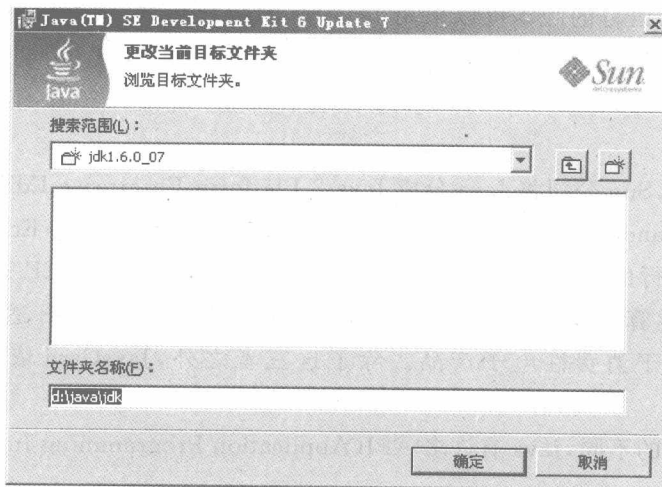 Java(TM) SE Development Kit 6 Update 7
更改当前目标文件夹
浏览目标文件夹。
Java
Sun
microsystems
搜索范围(L)：
jdk1.6.0_07
文件夹名称(F)：
d:\java\jdk
确定
取消